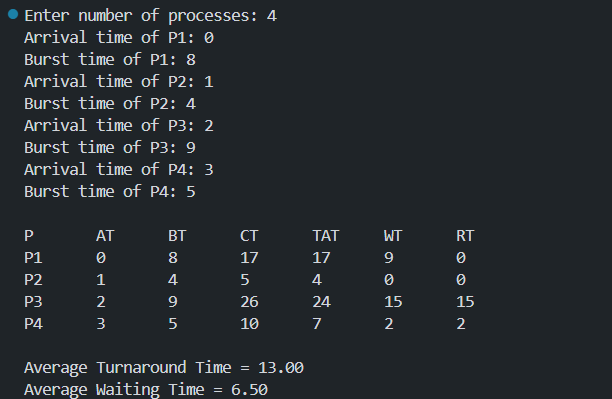 Enter number of processes: 4
Arrival time of P1: 0
Burst time of P1: 8
Arrival time of P2: 1
Burst time of P2: 4
Arrival time of P3: 2
Burst time of P3: 9
Arrival time of P4: 3
Burst time of P4: 5
P AT BT CT TAT WT RT
P1 0 8 17 17 9 0
P2 1 4 5 4 0 0
P3 2 9 26 24 15 15
P4 3 5 10 7 2 2
Average Turnaround Time = 13.00
Average Waiting Time = 6.50